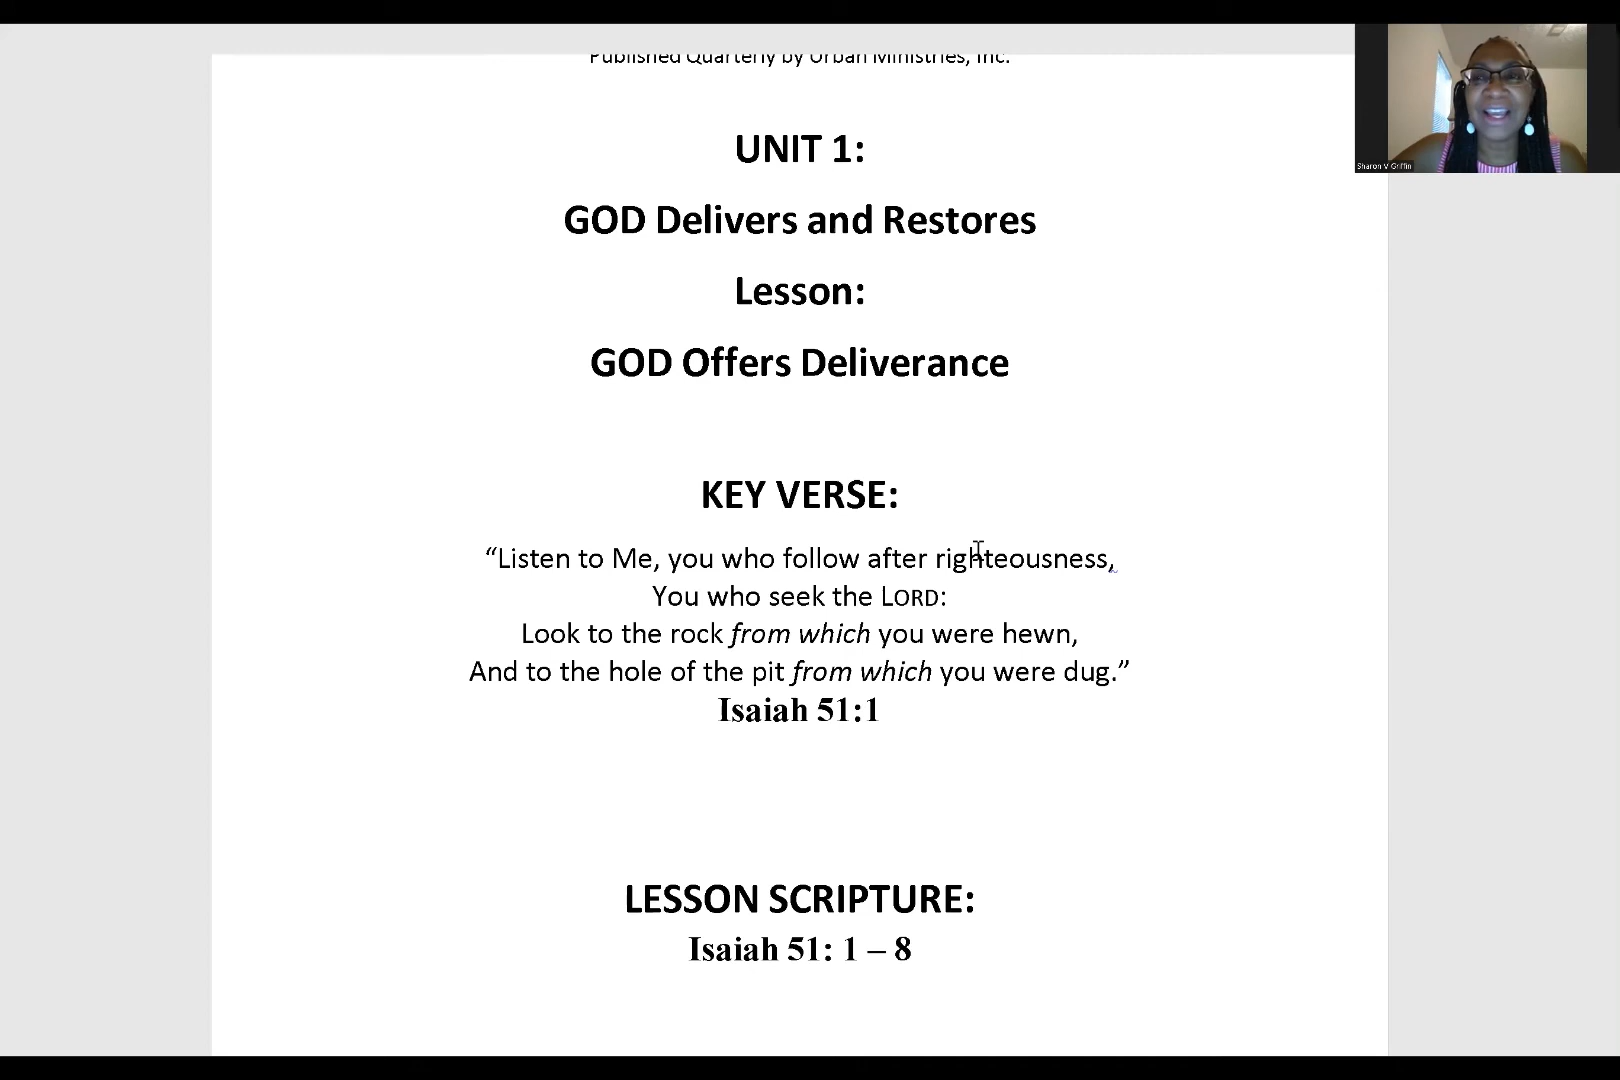 Published Quarterly by Urban Ministries, Inc.
UNIT 1:
GOD Delivers and Restores
Lesson:
GOD Offers Deliverance
KEY VERSE:
“Listen to Me, you who follow after righteousness,
You who seek the LORD:
Look to the rock from which you were hewn,
And to the hole of the pit from which you were dug.”
Isaiah 51:1
LESSON SCRIPTURE:
Isaiah 51: 1 – 8
Sharon V Griffin